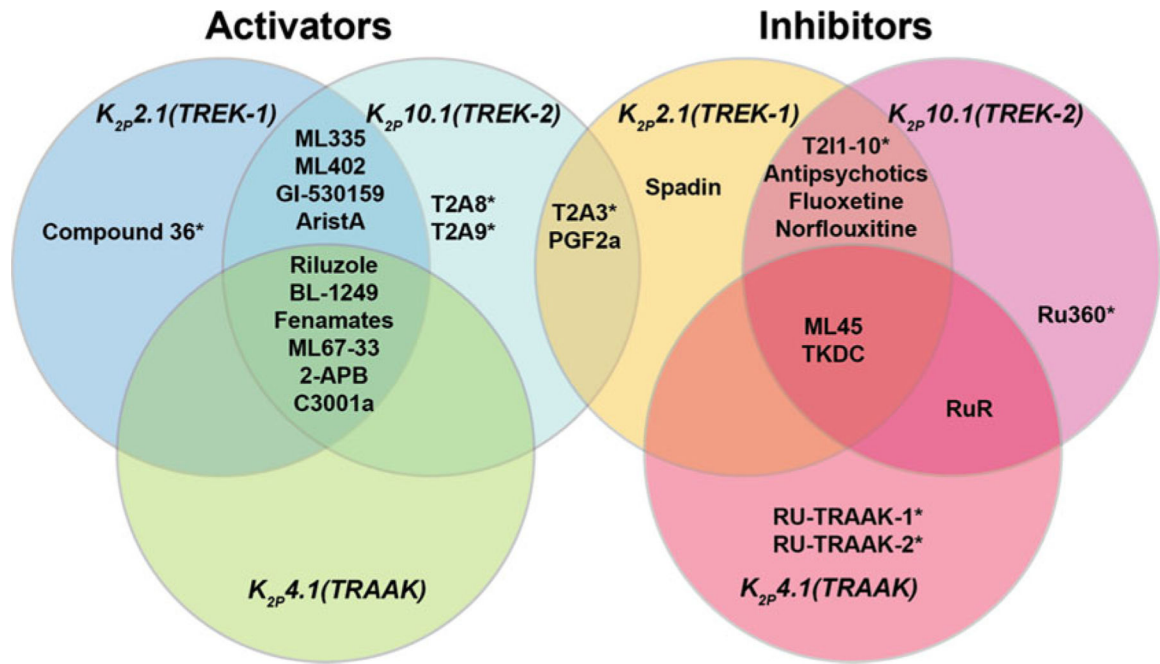 Activators
K2P2.1(TREK-1)
K2P10.1(TREK-2)
ML335
ML402
GI-530159
AristA
Compound 36*
T2A8*
T2A9*
Riluzole
BL-1249
Fenamates
ML67-33
2-APB
C3001a
K2P4.1(TRAAK)
T2A3*
PGF2a
Inhibitors
K2P2.1(TREK-1)
K2P10.1(TREK-2)
Spadin
T2I1-10*
Antipsychotics
Fluoxetine
Norflouxitine
Ru360*
ML45
TKDC
RuR
RU-TRAAK-1*
RU-TRAAK-2*
K2P4.1(TRAAK)